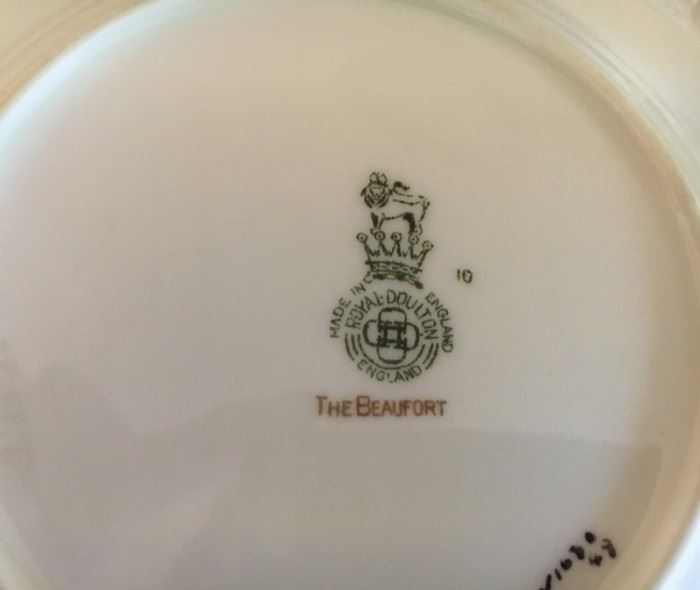 10
MADE IN ENGLAND
ROYAL·DOULTON
ENGLAND
THE BEAUFORT